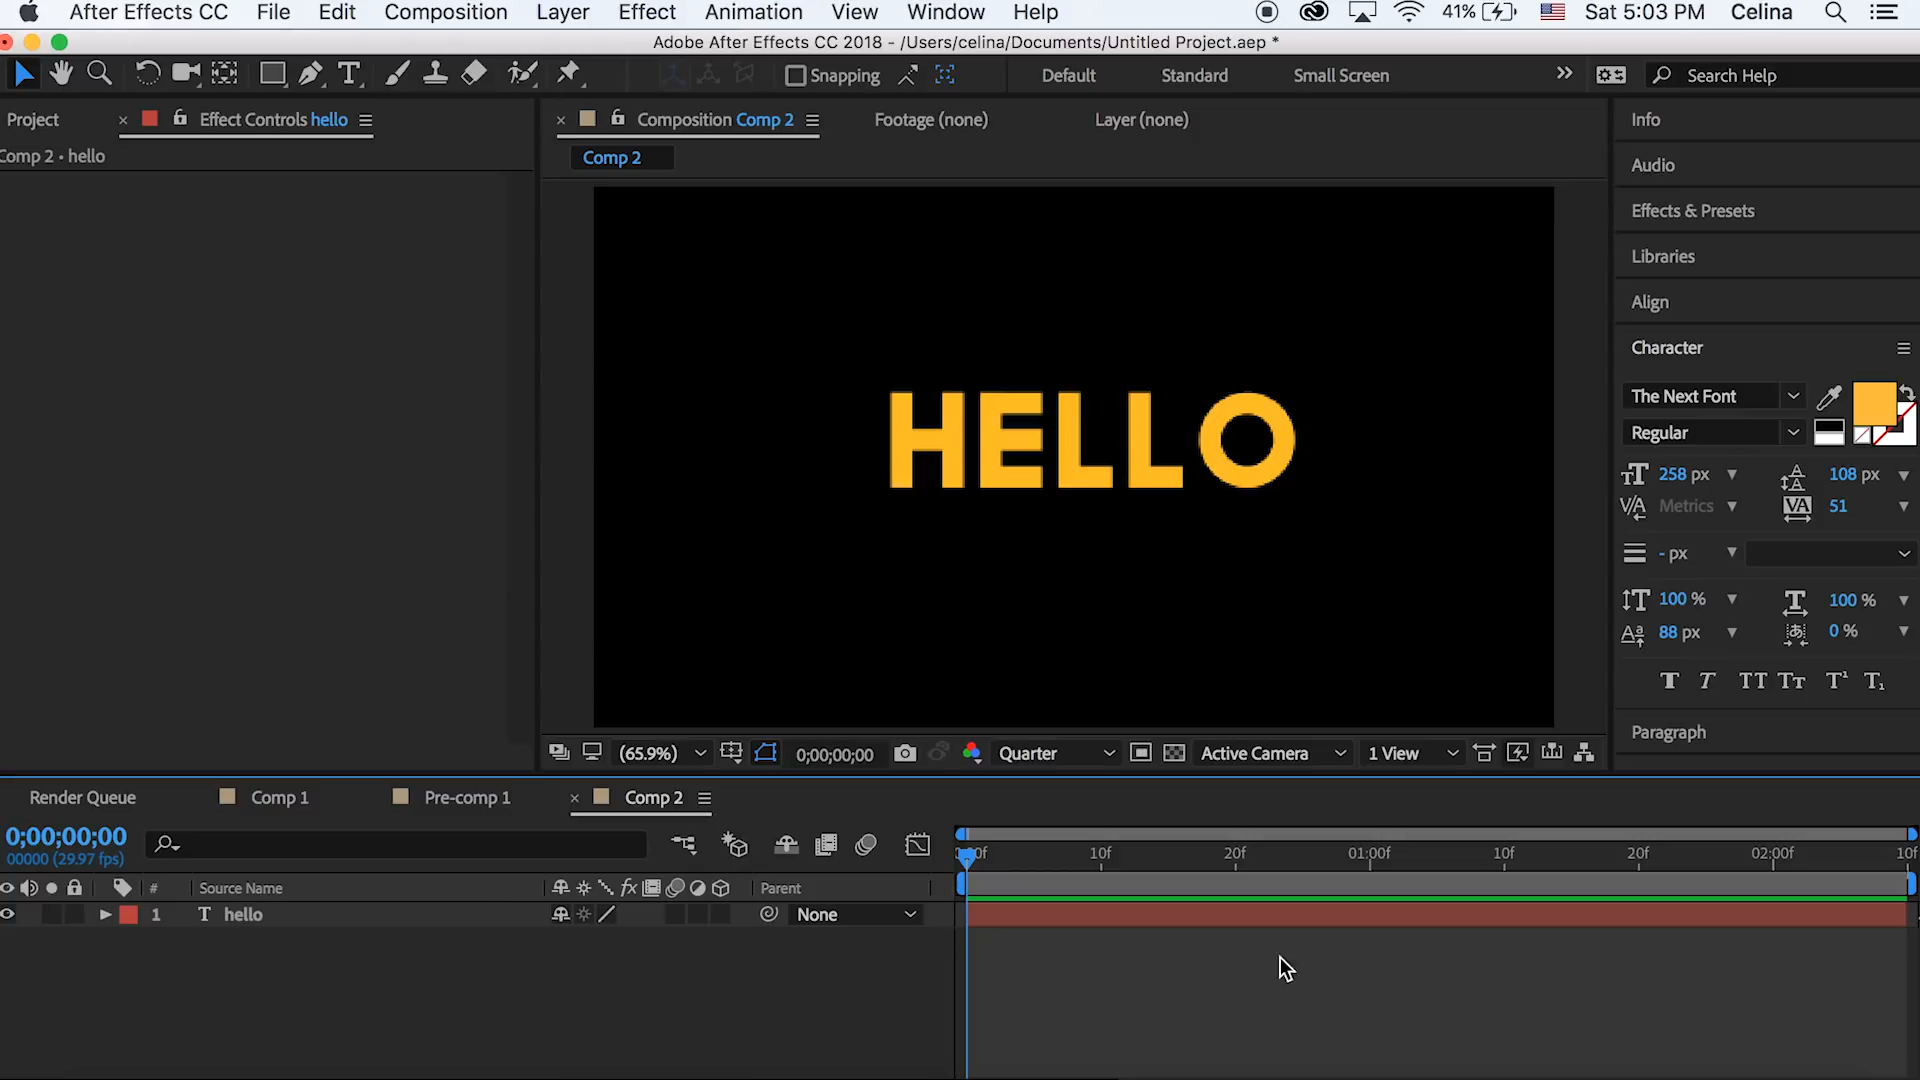 After Effects CC File Edit Composition Layer Effect Animation View Window Help 41% Sat 5:03 PM Celina
Adobe After Effects CC 2018 - /Users/celina/Documents/Untitled Project.aep *
Snapping Default Standard Small Screen Search Help
Project Effect Controls hello Composition Comp 2 Footage (none) Layer (none) Info
Comp 2 • hello Comp 2
Audio
Effects & Presets
Libraries
Align
Character
The Next Font
Regular
258 px 108 px
Metrics 51
- px
100 % 100 %
88 px 0 %
T T TT Tт T¹ T₁
Paragraph
HELLO
(65.9%) 0;00;00;00 Quarter Active Camera 1 View
Render Queue Comp 1 Pre-comp 1 Comp 2
0;00;00;00
00000 (29.97 fps)
10f 20f 01:00f 10f 20f 02:00f 10f
# Source Name fx Parent
1 T hello None